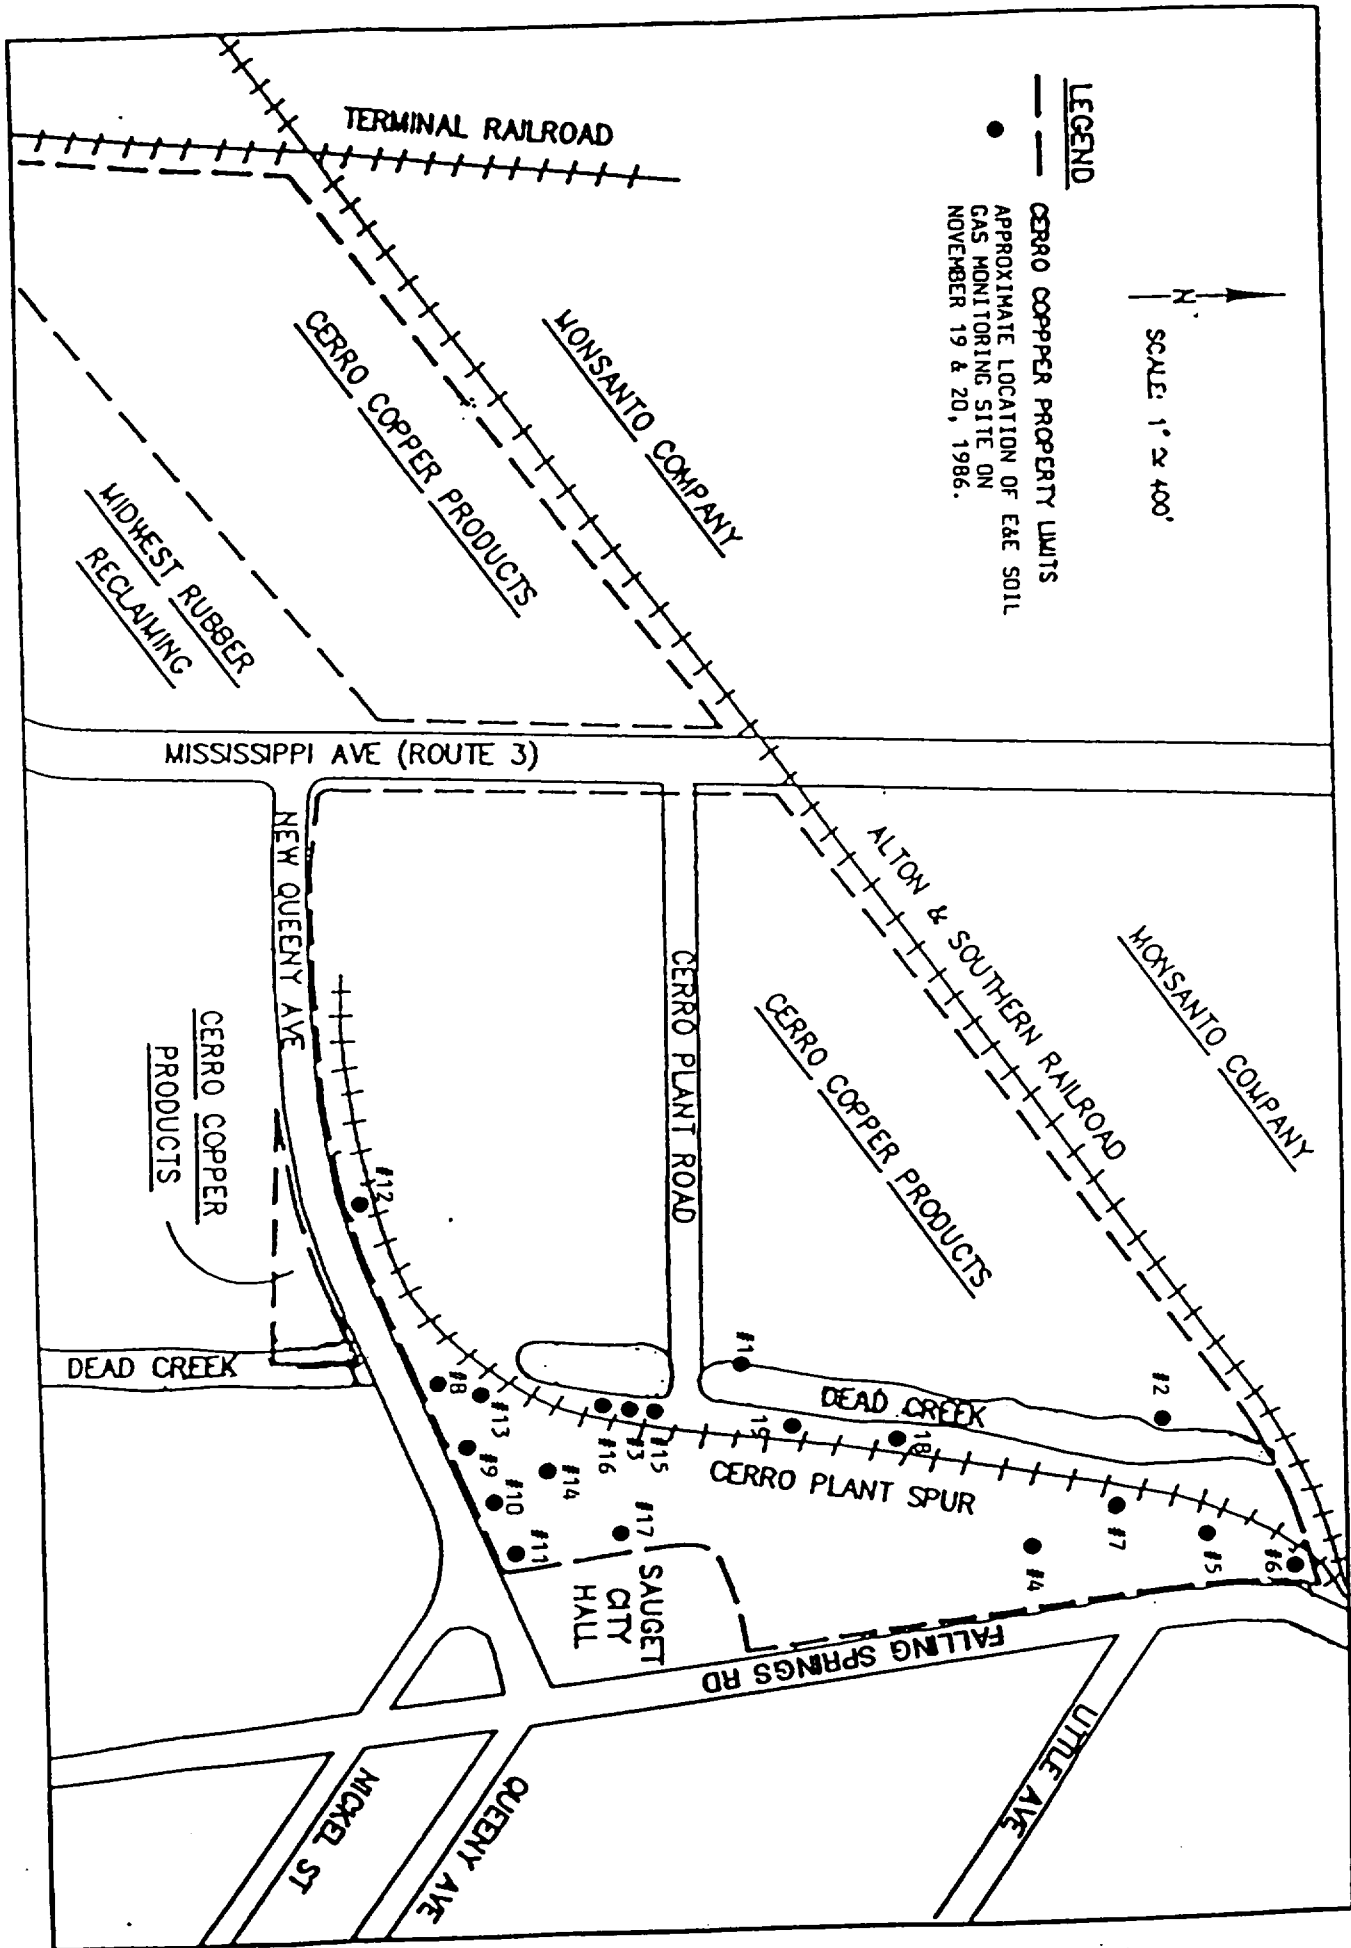 LEGEND
CERRO COPPPER PROPERTY LIMITS
APPROXIMATE LOCATION OF E&E SOIL
GAS MONITORING SITE ON
NOVEMBER 19 & 20, 1986.
N
SCALE: 1" ≈ 400'
TERMINAL RAILROAD
MONSANTO COMPANY
CERRO COPPER PRODUCTS
MIDWEST RUBBER
RECLAIMING
MISSISSIPPI AVE (ROUTE 3)
ALTON & SOUTHERN RAILROAD
MONSANTO COMPANY
CERRO COPPER PRODUCTS
CERRO PLANT ROAD
NEW QUEENY AVE
CERRO COPPER
PRODUCTS
#12
#1
#2
DEAD CREEK
DEAD CREEK
#8
#13
#9
#10
#11
#14
#16
#3
#15
#17
19
18
CERRO PLANT SPUR
#7
#4
#5
#6
SAUGET
CITY
HALL
FALLING SPRINGS RD
LITTLE AVE
QUEENY AVE
NICKEL ST